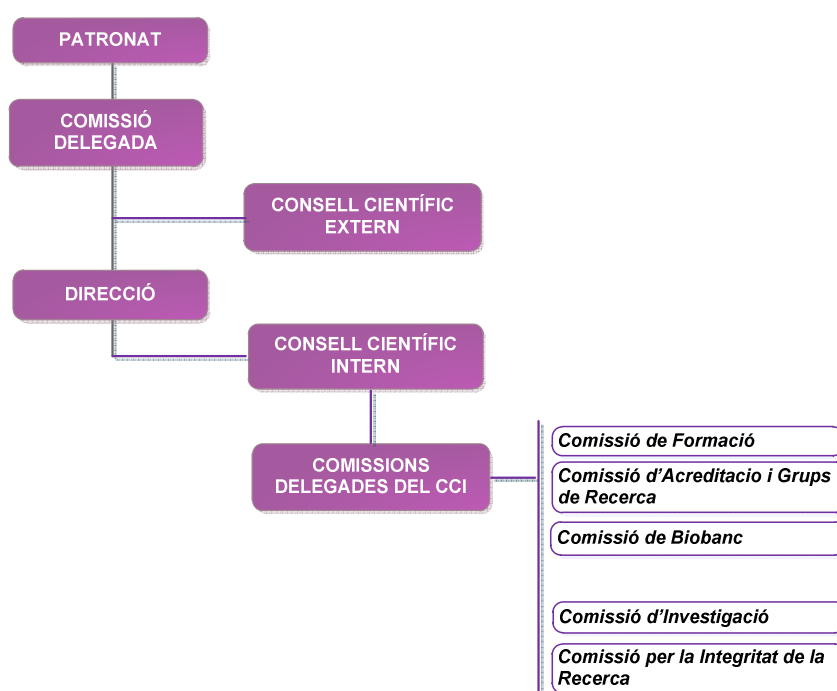 PATRONAT
COMISSIÓ
DELEGADA
CONSELL CIENTÍFIC
EXTERN
DIRECCIÓ
CONSELL CIENTÍFIC
INTERN
COMISSIONS
DELEGADES DEL CCI
Comissió de Formació
Comissió d’Acreditacio i Grups
de Recerca
Comissió de Biobanc
Comissió d’Investigació
Comissió per la Integritat de la
Recerca